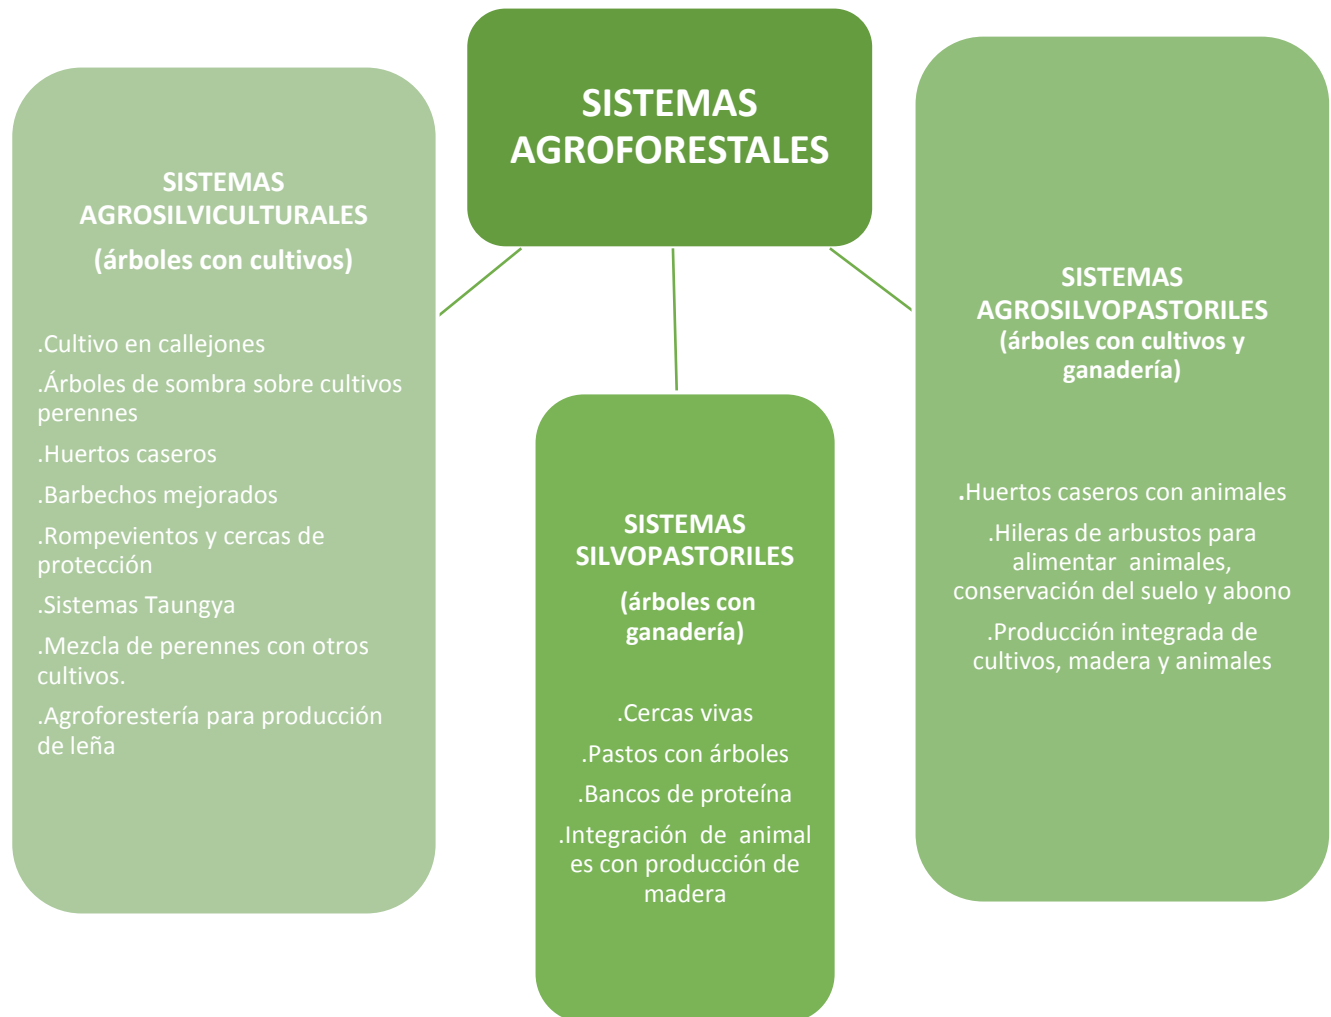 SISTEMAS
AGROFORESTALES
SISTEMAS
AGROSILVICULTURALES
(árboles con cultivos)
.Cultivo en callejones
.Árboles de sombra sobre cultivos
perennes
.Huertos caseros
.Barbechos mejorados
.Rompevientos y cercas de
protección
.Sistemas Taungya
.Mezcla de perennes con otros
cultivos.
.Agroforestería para producción
de leña
SISTEMAS
SILVOPASTORILES
(árboles con
ganadería)
.Cercas vivas
.Pastos con árboles
.Bancos de proteína
.Integración de animal
es con producción de
madera
SISTEMAS
AGROSILVOPASTORILES
(árboles con cultivos y
ganadería)
.Huertos caseros con animales
.Hileras de arbustos para
alimentar animales,
conservación del suelo y abono
.Producción integrada de
cultivos, madera y animales